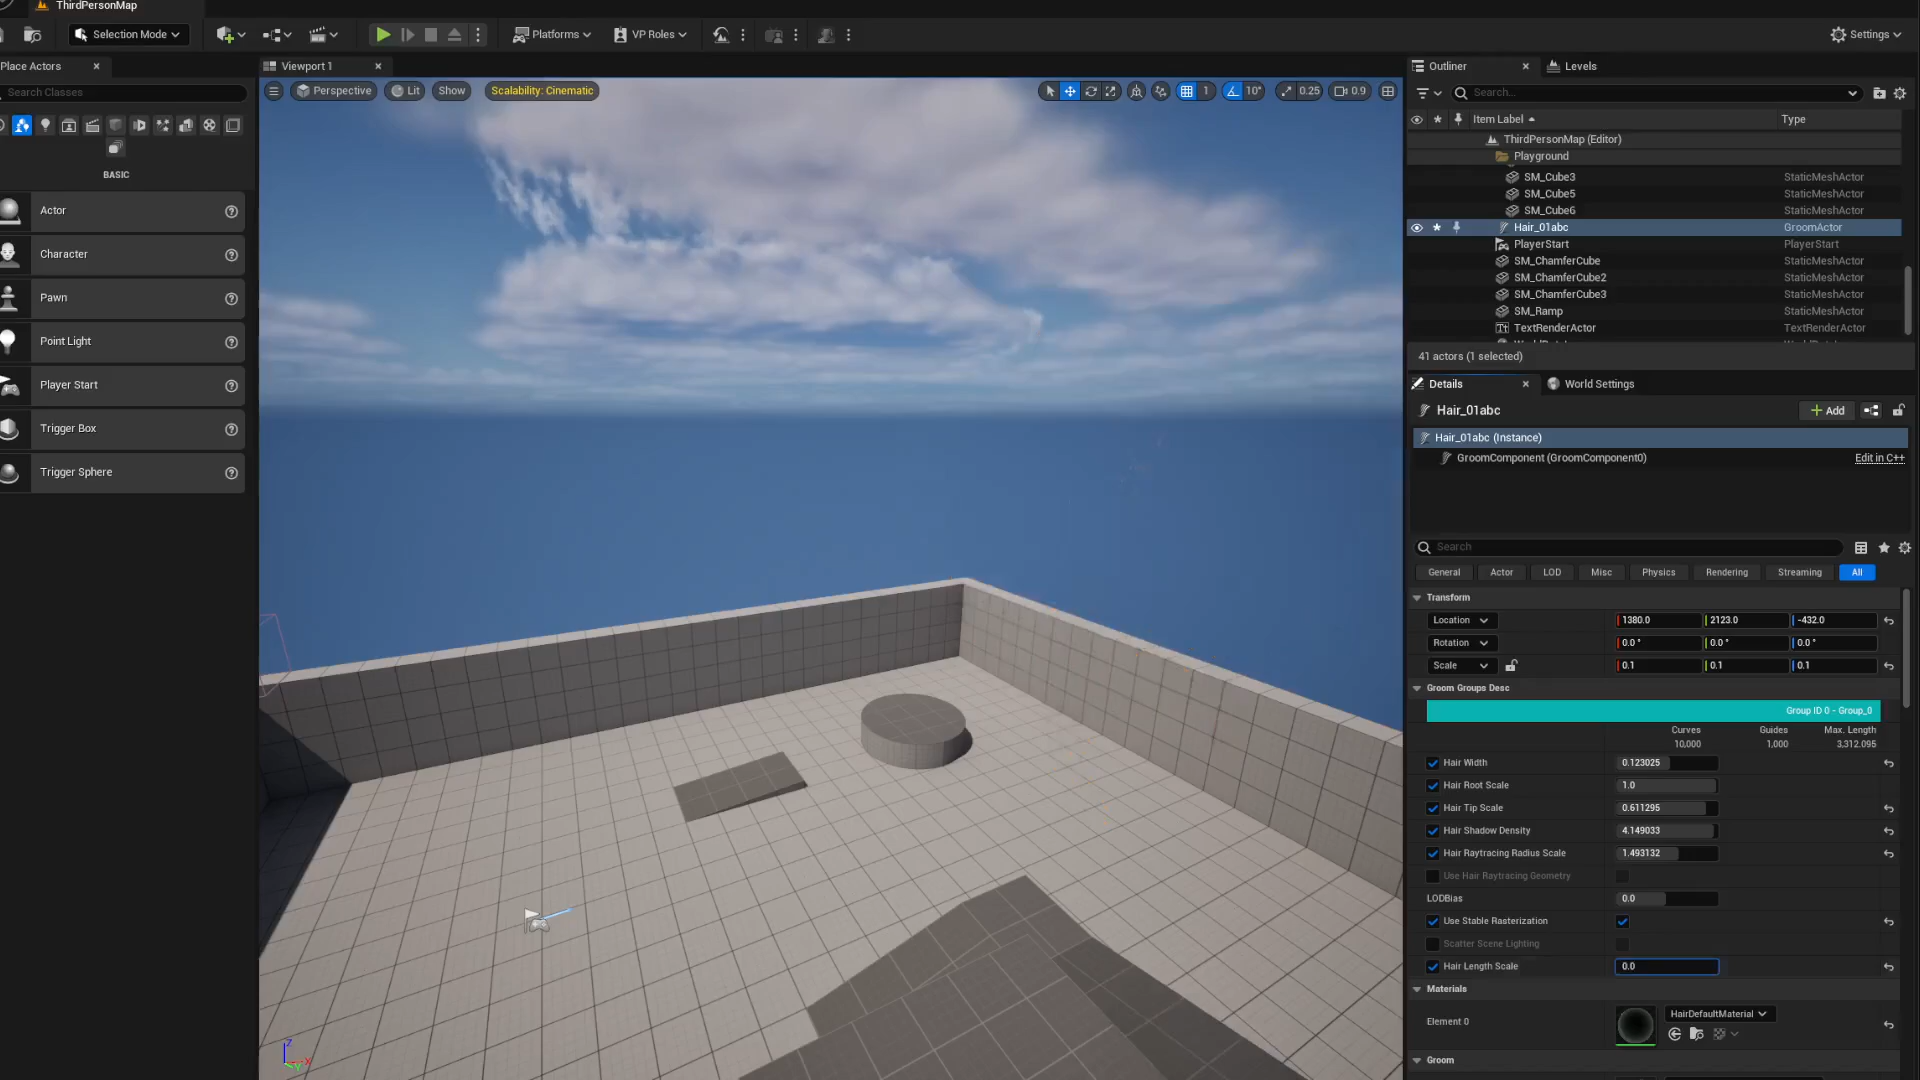 ThirdPersonMap
Selection Mode
Platforms
VP Roles
Settings
Place Actors
Viewport 1
Outliner
Levels
Search Classes
Perspective
Lit
Show
Scalability: Cinematic
1
10°
0.25
0.9
Search...
Item Label
Type
ThirdPersonMap (Editor)
Playground
SM_Cube3 StaticMeshActor
SM_Cube5 StaticMeshActor
SM_Cube6 StaticMeshActor
Hair_01abc GroomActor
PlayerStart PlayerStart
SM_ChamferCube StaticMeshActor
SM_ChamferCube2 StaticMeshActor
SM_ChamferCube3 StaticMeshActor
SM_Ramp StaticMeshActor
TextRenderActor TextRenderActor
41 actors (1 selected)
BASIC
Actor
Character
Pawn
Point Light
Player Start
Trigger Box
Trigger Sphere
Details
World Settings
Hair_01abc
Add
Hair_01abc (Instance)
GroomComponent (GroomComponent0)
Edit in C++
Search
General Actor LOD Misc Physics Rendering Streaming All
Transform
Location 1380.0 2123.0 -432.0
Rotation 0.0 ° 0.0 ° 0.0 °
Scale 0.1 0.1 0.1
Groom Groups Desc
Group ID 0 - Group_0
Curves Guides Max. Length
10,000 1,000 3,312.095
Hair Width 0.123025
Hair Root Scale 1.0
Hair Tip Scale 0.611295
Hair Shadow Density 4.149033
Hair Raytracing Radius Scale 1.493132
Use Hair Raytracing Geometry
LODBias 0.0
Use Stable Rasterization
Scatter Scene Lighting
Hair Length Scale 0.0
Materials
Element 0
HairDefaultMaterial
Groom
Z
X
Y